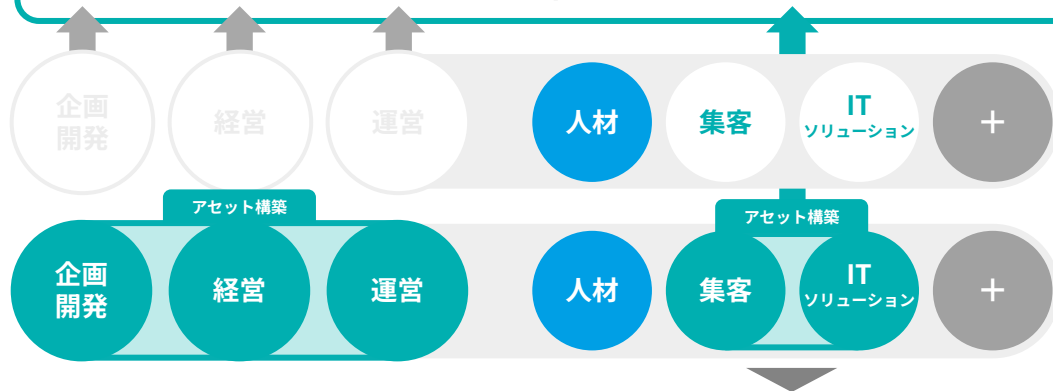 企画
開発
経営
運営
人材
集客
IT
ソリューション
+
アセット構築
アセット構築
企画
開発
経営
運営
人材
集客
IT
ソリューション
+